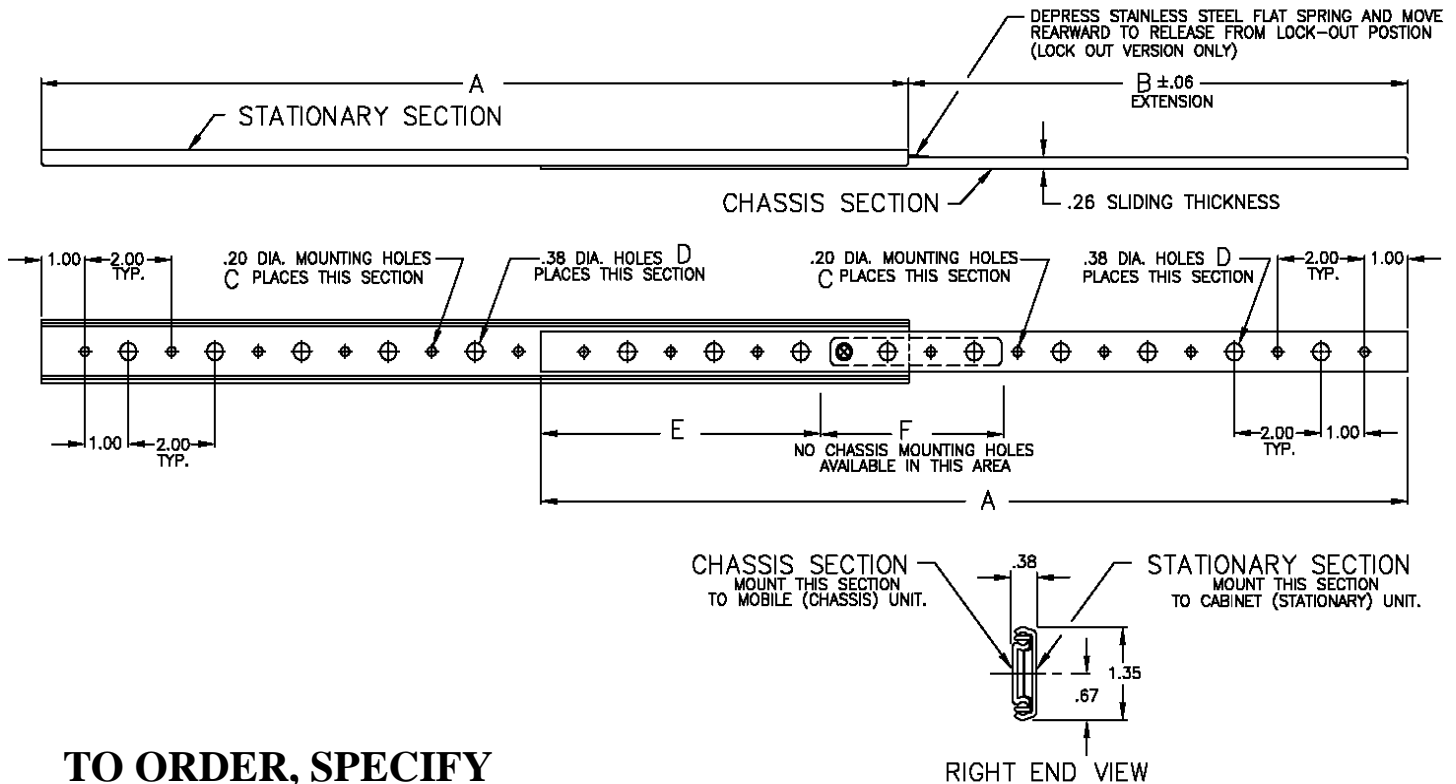 DEPRESS STAINLESS STEEL FLAT SPRING AND MOVE
REARWARD TO RELEASE FROM LOCK-OUT POSTION
(LOCK OUT VERSION ONLY)
A
B ±.06
EXTENSION
STATIONARY SECTION
CHASSIS SECTION
.26 SLIDING THICKNESS
1.00
2.00
TYP.
.20 DIA. MOUNTING HOLES
C PLACES THIS SECTION
.38 DIA. HOLES D
PLACES THIS SECTION
.20 DIA. MOUNTING HOLES
C PLACES THIS SECTION
.38 DIA. HOLES D
PLACES THIS SECTION
2.00
TYP.
1.00
1.00
2.00
TYP.
E
F
NO CHASSIS MOUNTING HOLES
AVAILABLE IN THIS AREA
2.00
TYP.
1.00
A
CHASSIS SECTION
MOUNT THIS SECTION
TO MOBILE (CHASSIS) UNIT.
.38
STATIONARY SECTION
MOUNT THIS SECTION
TO CABINET (STATIONARY) UNIT.
1.35
.67
TO ORDER, SPECIFY
RIGHT END VIEW